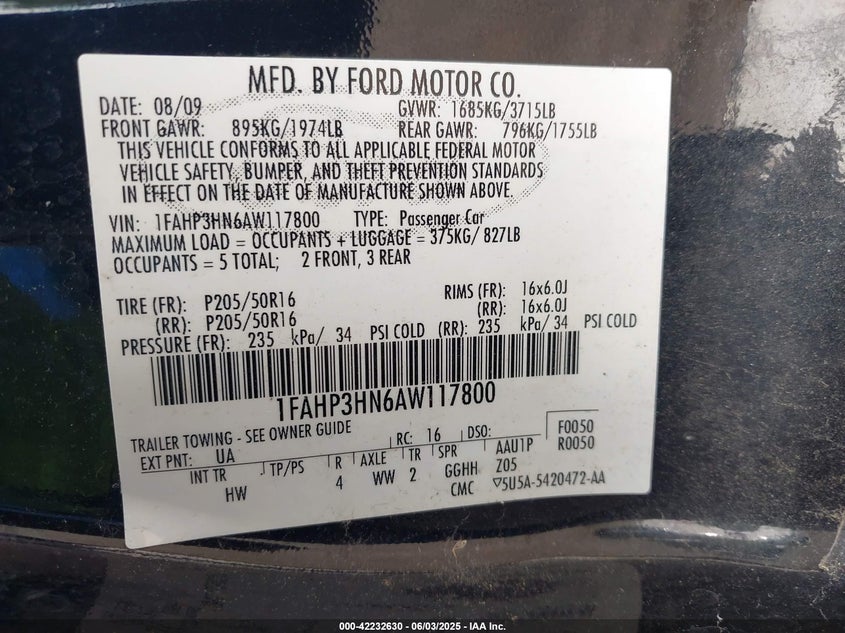 MFD. BY FORD MOTOR CO.
DATE: 08/09 GVWR: 1685KG/3715LB
FRONT GAWR: 895KG/1974LB REAR GAWR: 796KG/1755LB
THIS VEHICLE CONFORMS TO ALL APPLICABLE FEDERAL MOTOR
VEHICLE SAFETY, BUMPER, AND THEFT PREVENTION STANDARDS
IN EFFECT ON THE DATE OF MANUFACTURE SHOWN ABOVE.
VIN: 1FAHP3HN6AW117800 TYPE: Passenger Car
MAXIMUM LOAD = OCCUPANTS + LUGGAGE = 375KG/ 827LB
OCCUPANTS = 5 TOTAL; 2 FRONT, 3 REAR
TIRE (FR): P205/50R16 RIMS (FR): 16x6.0J
(RR): P205/50R16 (RR): 16x6.0J
PRESSURE (FR): 235 kPa/ 34 PSI COLD (RR): 235 kPa/ 34 PSI COLD
1FAHP3HN6AW117800
TRAILER TOWING - SEE OWNER GUIDE
EXT PNT: UA RC: 16 DSO: F0050
R0050
INT TR TP/PS R AXLE TR SPR AAU1P
HW 4 WW 2 GGHH Z05
CMC ▽5U5A-5420472-AA
000-42232630 - 06/03/2025 - IAA Inc.